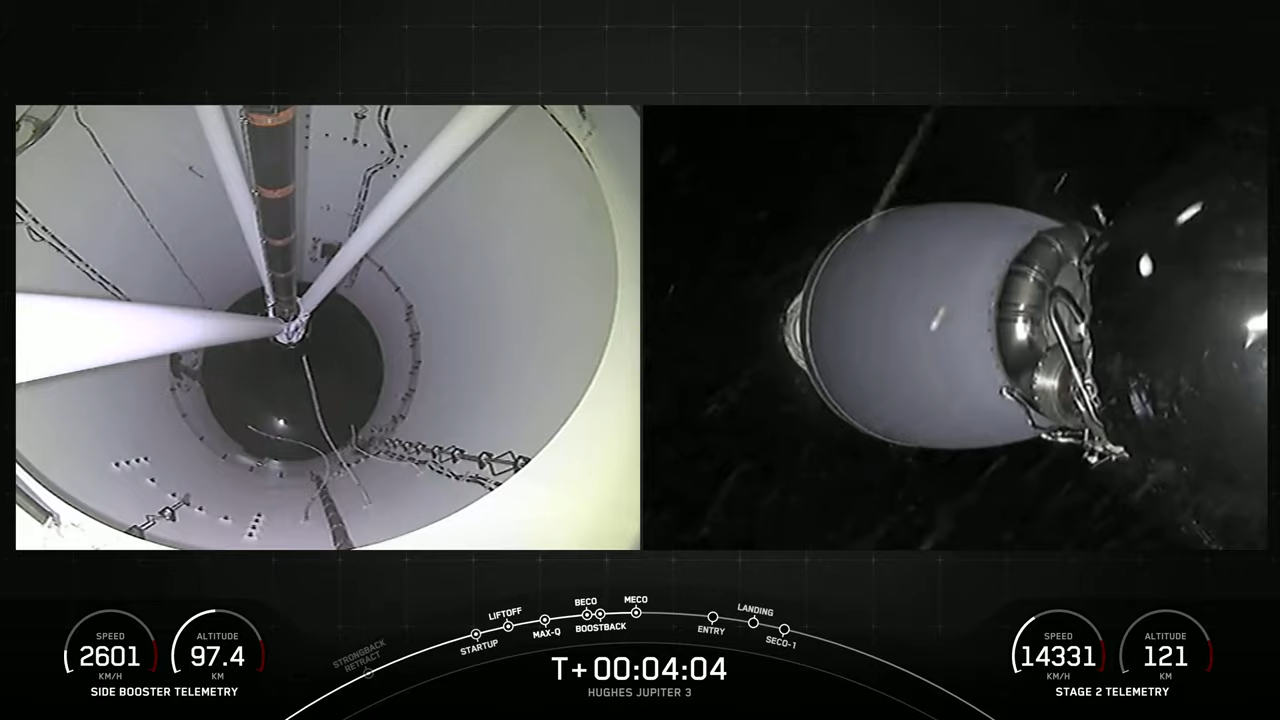 STRONGBACK
RETRACT
STARTUP
LIFTOFF
MAX-Q
BECO
BOOSTBACK
MECO
ENTRY
LANDING
SECO-1
SPEED
2601
KM/H
ALTITUDE
97.4
KM
SIDE BOOSTER TELEMETRY
T+00:04:04
HUGHES JUPITER 3
SPEED
14331
KM/H
ALTITUDE
121
KM
STAGE 2 TELEMETRY